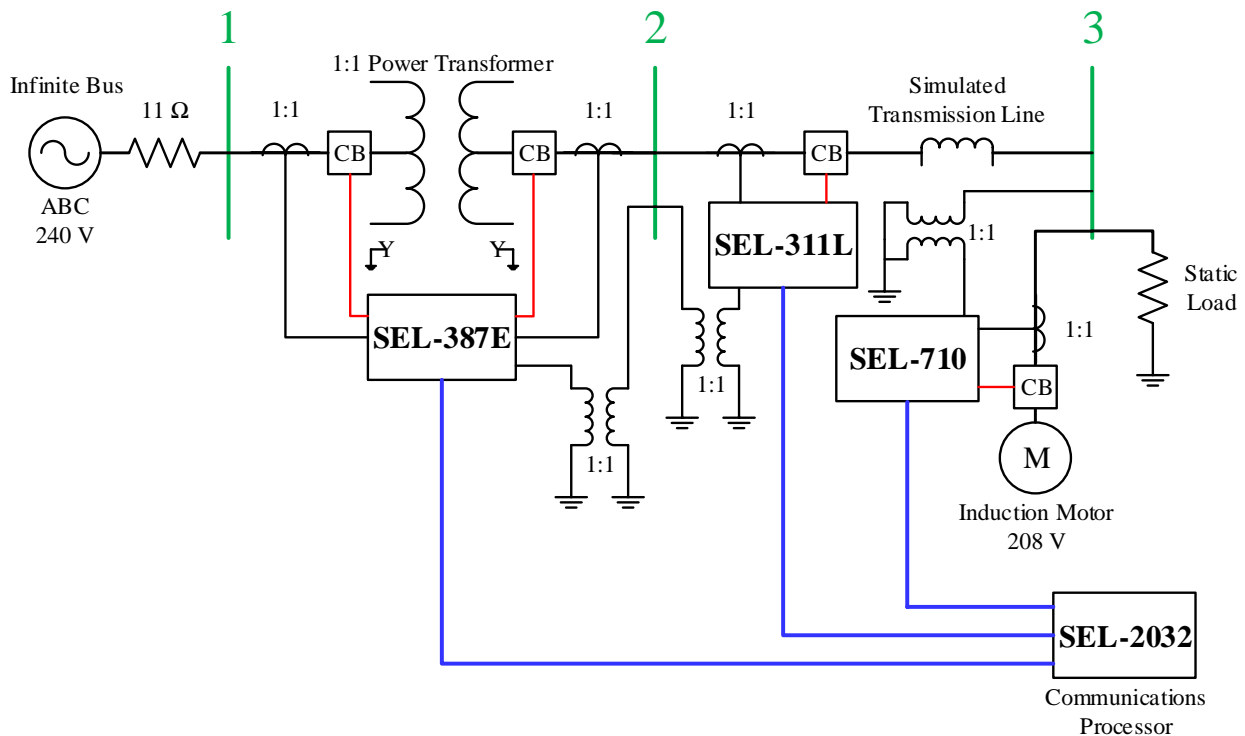 1
2
3
1:1 Power Transformer
Infinite Bus
11 Ω
1:1
1:1
1:1
Simulated
Transmission Line
CB
CB
CB
ABC
240 V
Y
Y
SEL-311L
1:1
SEL-387E
Static
Load
SEL-710
1:1
1:1
CB
1:1
M
Induction Motor
208 V
SEL-2032
Communications
Processor